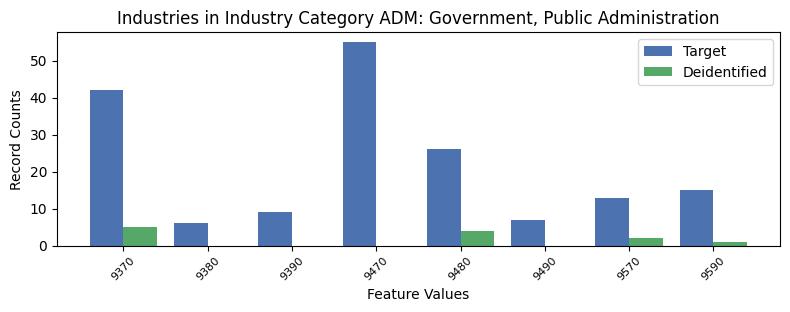 Industries in Industry Category ADM: Government, Public Administration
Target
Deidentified
Record Counts
50
40
30
20
10
0
9370 9380 9390 9470 9480 9490 9570 9590
Feature Values